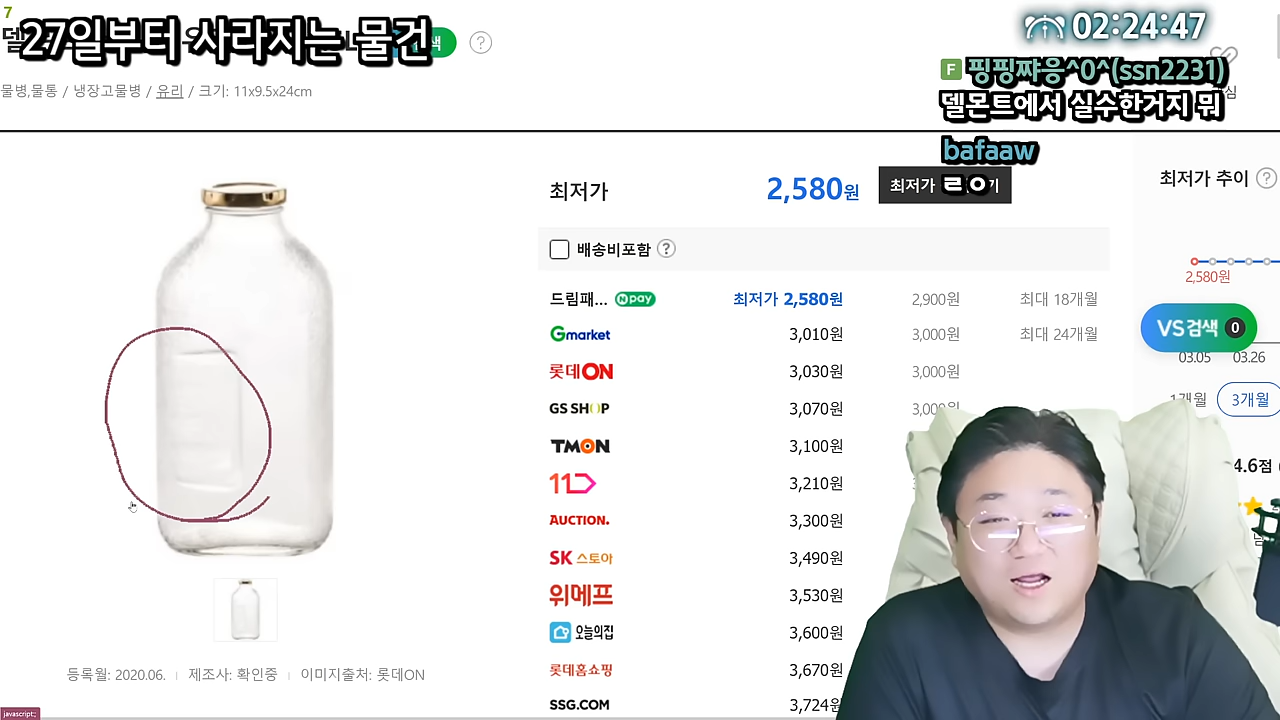 7
27일부터 사라지는 물건
02:24:47
물병,물통 / 냉장고물병 / 유리 / 크기: 11x9.5x24cm
F 핑핑쨔응^0^(ssn2231)
델몬트에서 실수한거지 뭐
bafaaw
ㄹㅇ
최저가 2,580원 최저가
최저가 추이
배송비포함
2,580원
드림패... N pay 최저가 2,580원 2,900원 최대 18개월
Gmarket 3,010원 3,000원 최대 24개월
VS검색 0
03.05 03.26
롯데ON 3,030원 3,000원
GS SHOP 3,070원
3개월
TMON 3,100원
4.6점
11 3,210원
AUCTION. 3,300원
SK 스토아 3,490원
위메프 3,530원
오늘의집 3,600원
롯데홈쇼핑 3,670원
등록월: 2020.06. 제조사: 확인중 이미지출처: 롯데ON
SSG.COM 3,724원
javascript:;